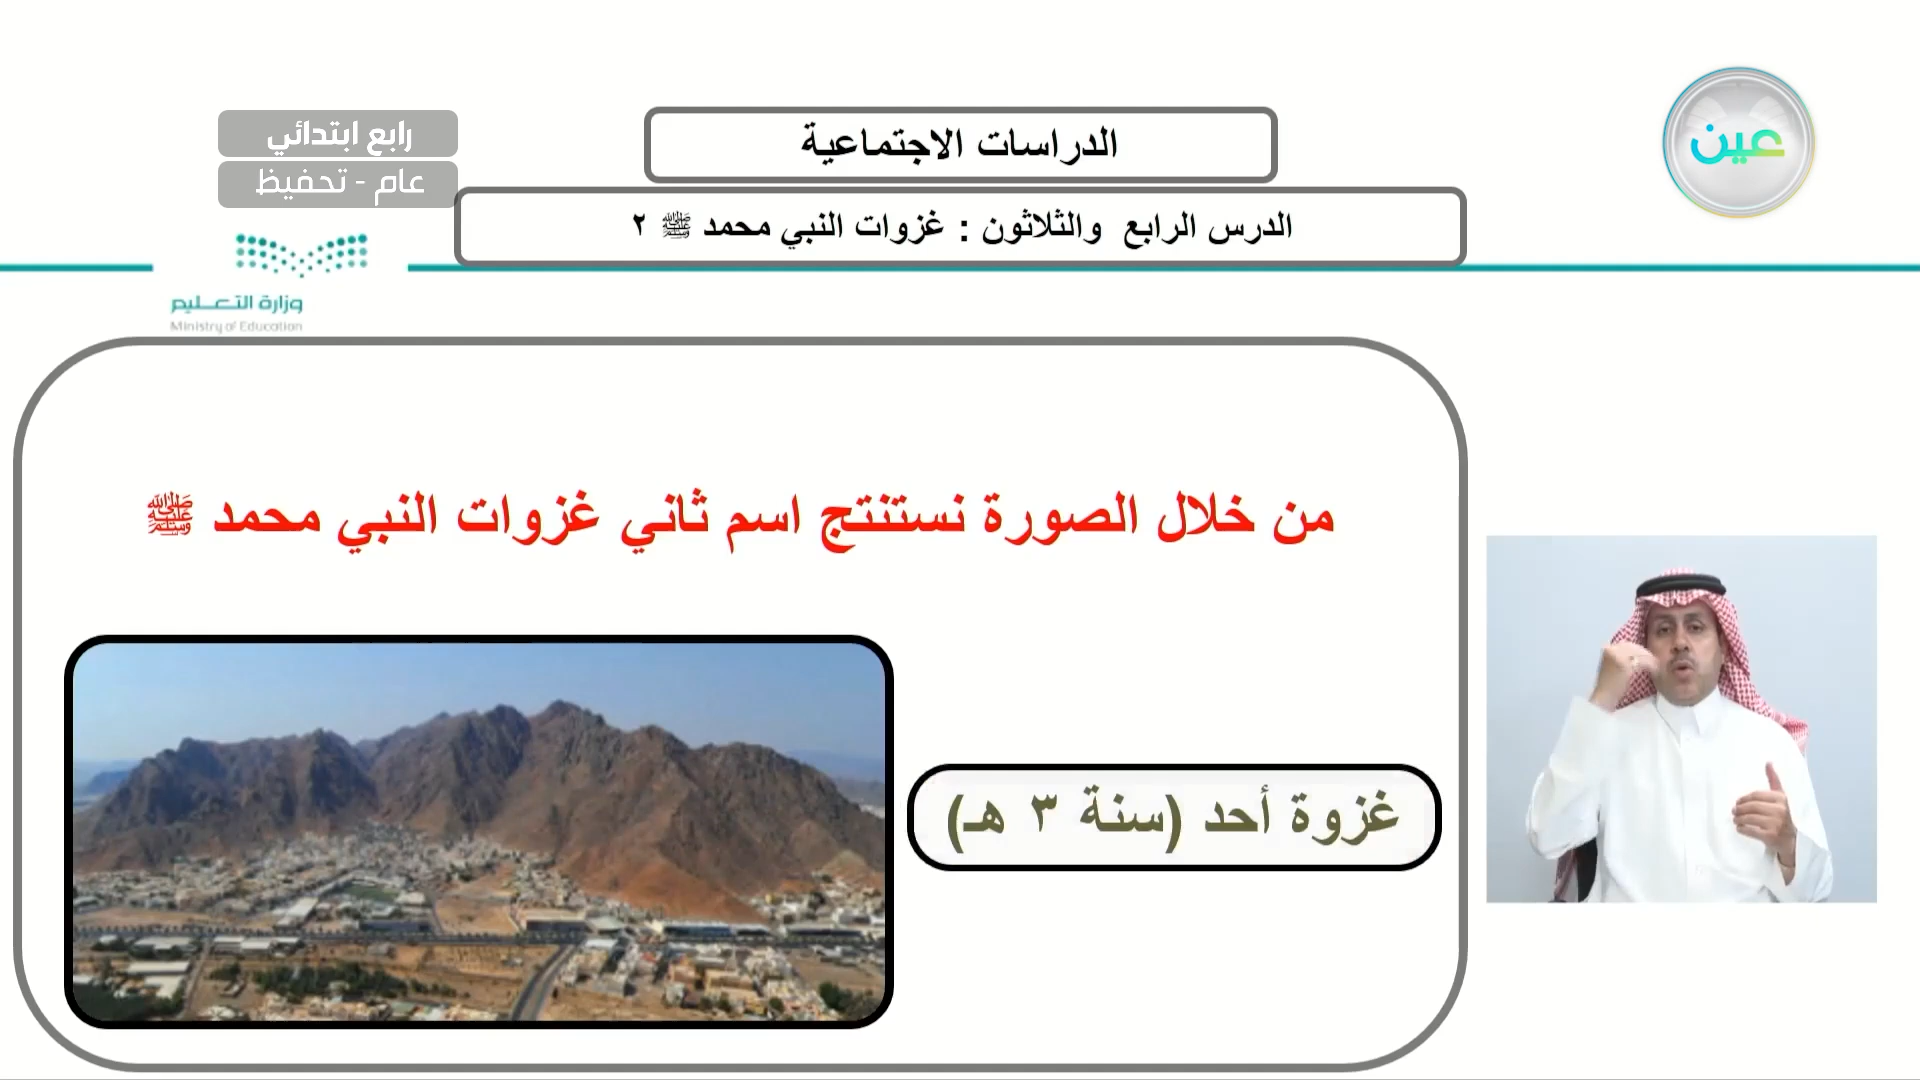 عين
رابع ابتدائي
عام - تحفيظ
الدراسات الاجتماعية
الدرس الرابع والثلاثون : غزوات النبي محمد ﷺ ٢
وزارة التعليم
Ministry of Education
من خلال الصورة نستنتج اسم ثاني غزوات النبي محمد ﷺ
غزوة أحد (سنة ٣ هـ)